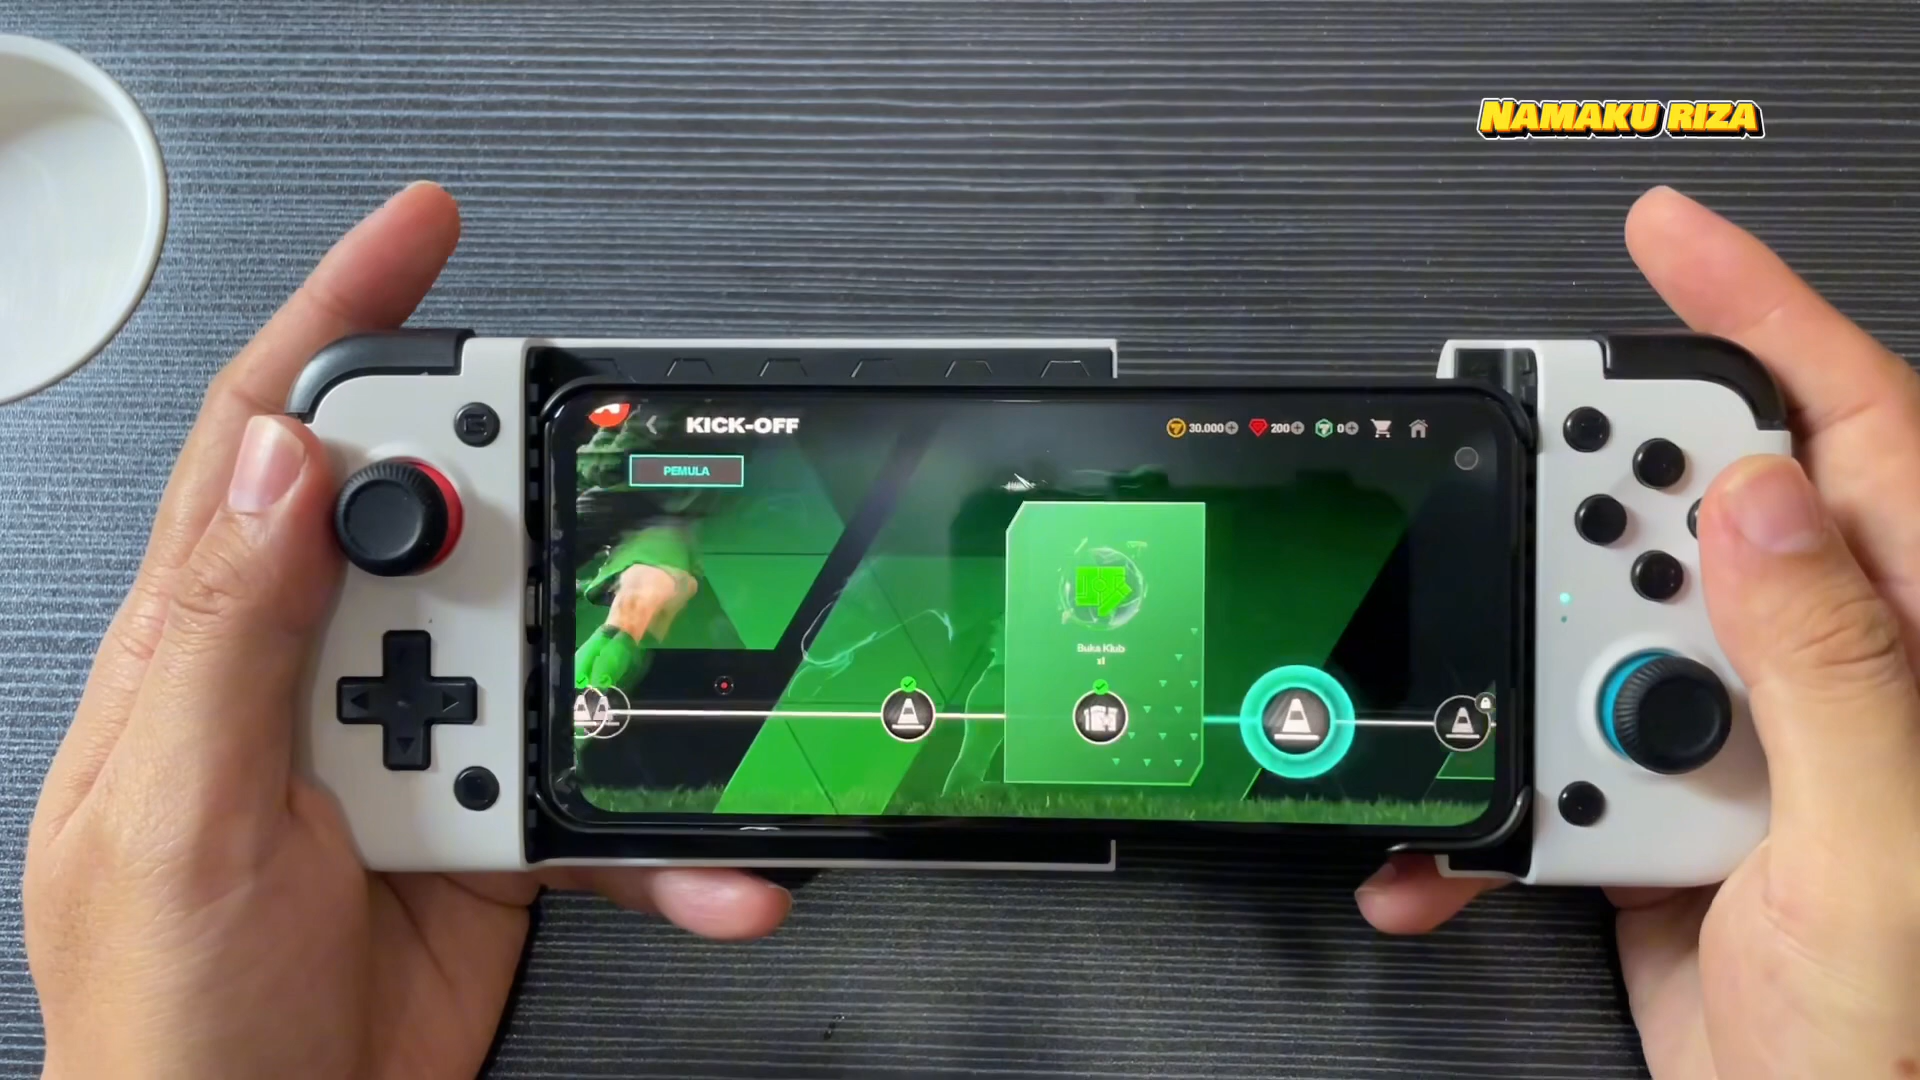 NAMAKU RIZA
KICK-OFF
30.000
200
0
PEMULA
Buka Klub
x1